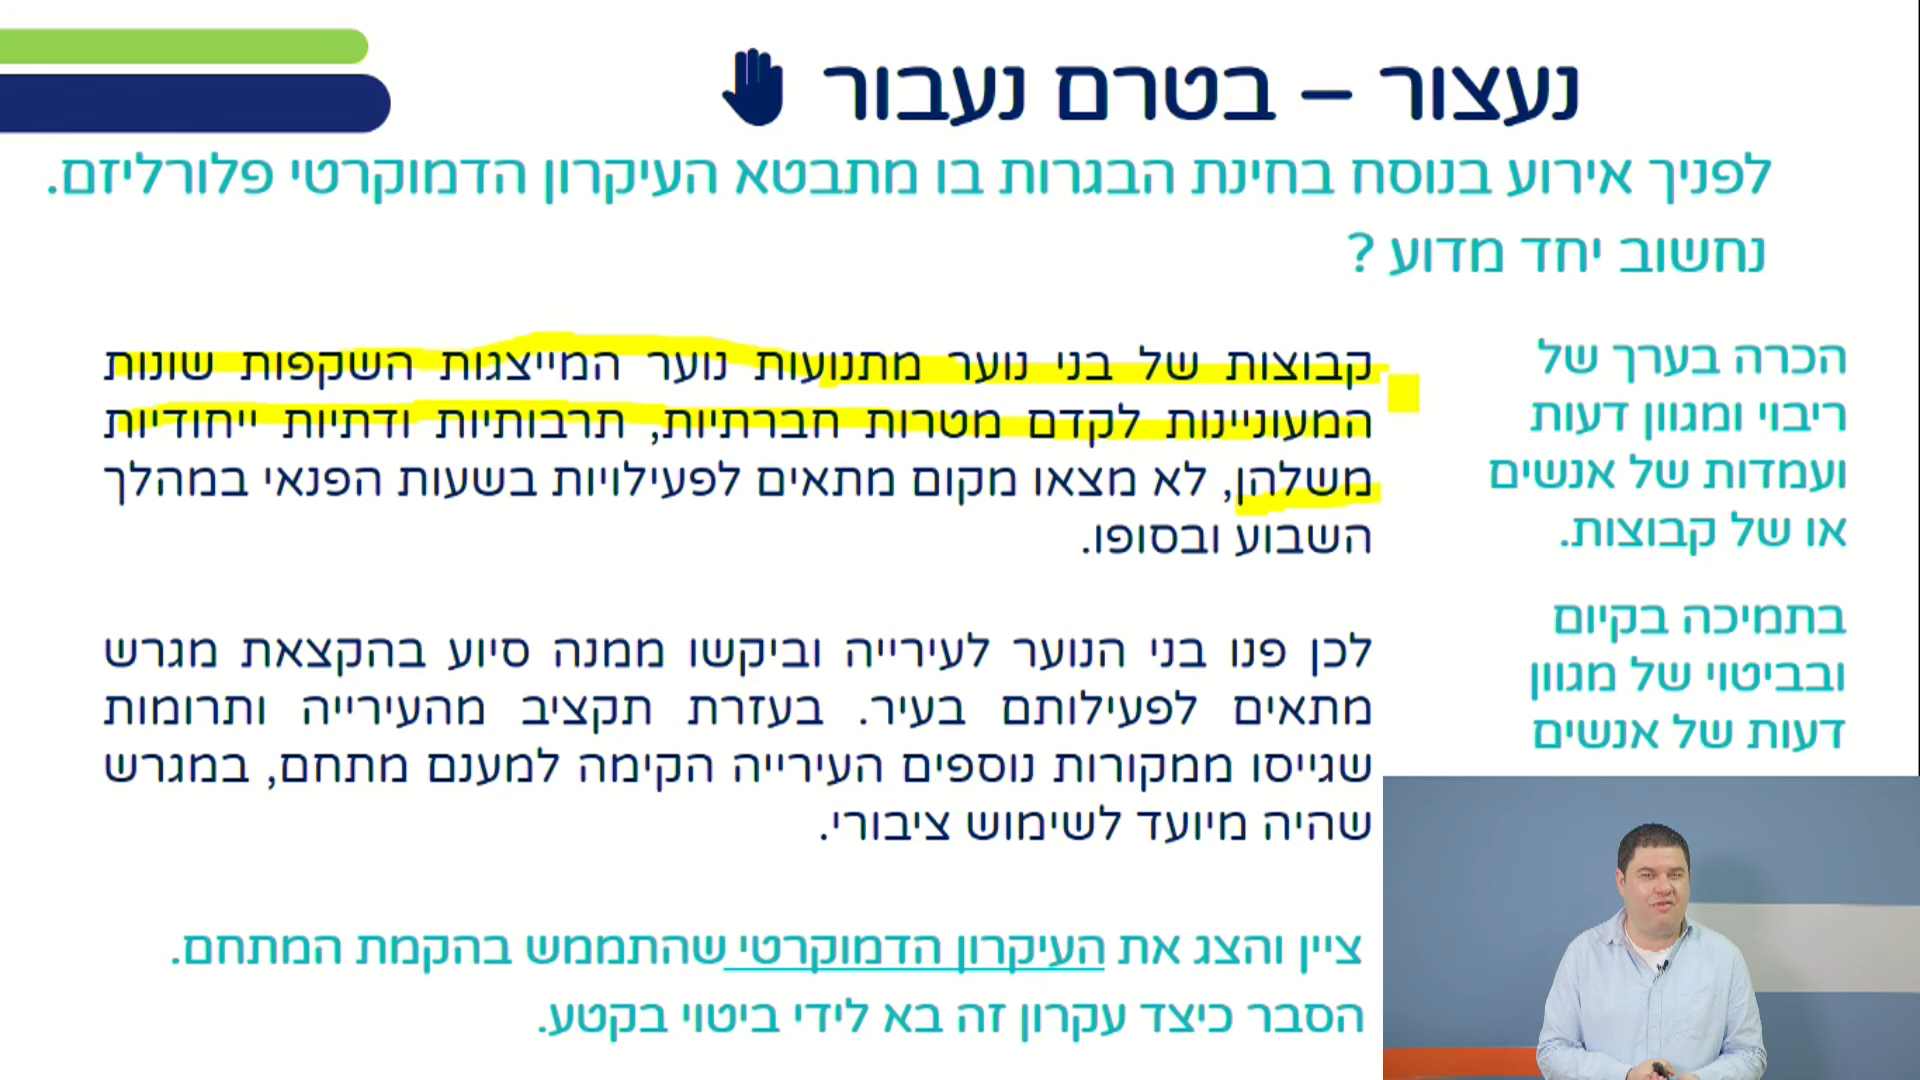 נעצור – בטרם נעבור
לפניך אירוע בנוסח בחינת הבגרות בו מתבטא העיקרון הדמוקרטי פלורליזם.
נחשוב יחד מדוע ?
הכרה בערך של
ריבוי ומגוון דעות
ועמדות של אנשים
או של קבוצות.
בתמיכה בקיום
ובביטוי של מגוון
דעות של אנשים
קבוצות של בני נוער מתנועות נוער המייצגות השקפות שונות
המעוניינות לקדם מטרות חברתיות, תרבותיות ודתיות ייחודיות
משלהן, לא מצאו מקום מתאים לפעילויות בשעות הפנאי במהלך
השבוע ובסופו.
לכן פנו בני הנוער לעירייה וביקשו ממנה סיוע בהקצאת מגרש
מתאים לפעילותם בעיר. בעזרת תקציב מהעירייה ותרומות
שגייסו ממקורות נוספים העירייה הקימה למענם מתחם, במגרש
שהיה מיועד לשימוש ציבורי.
ציין והצג את העיקרון הדמוקרטי שהתממש בהקמת המתחם.
הסבר כיצד עקרון זה בא לידי ביטוי בקטע.